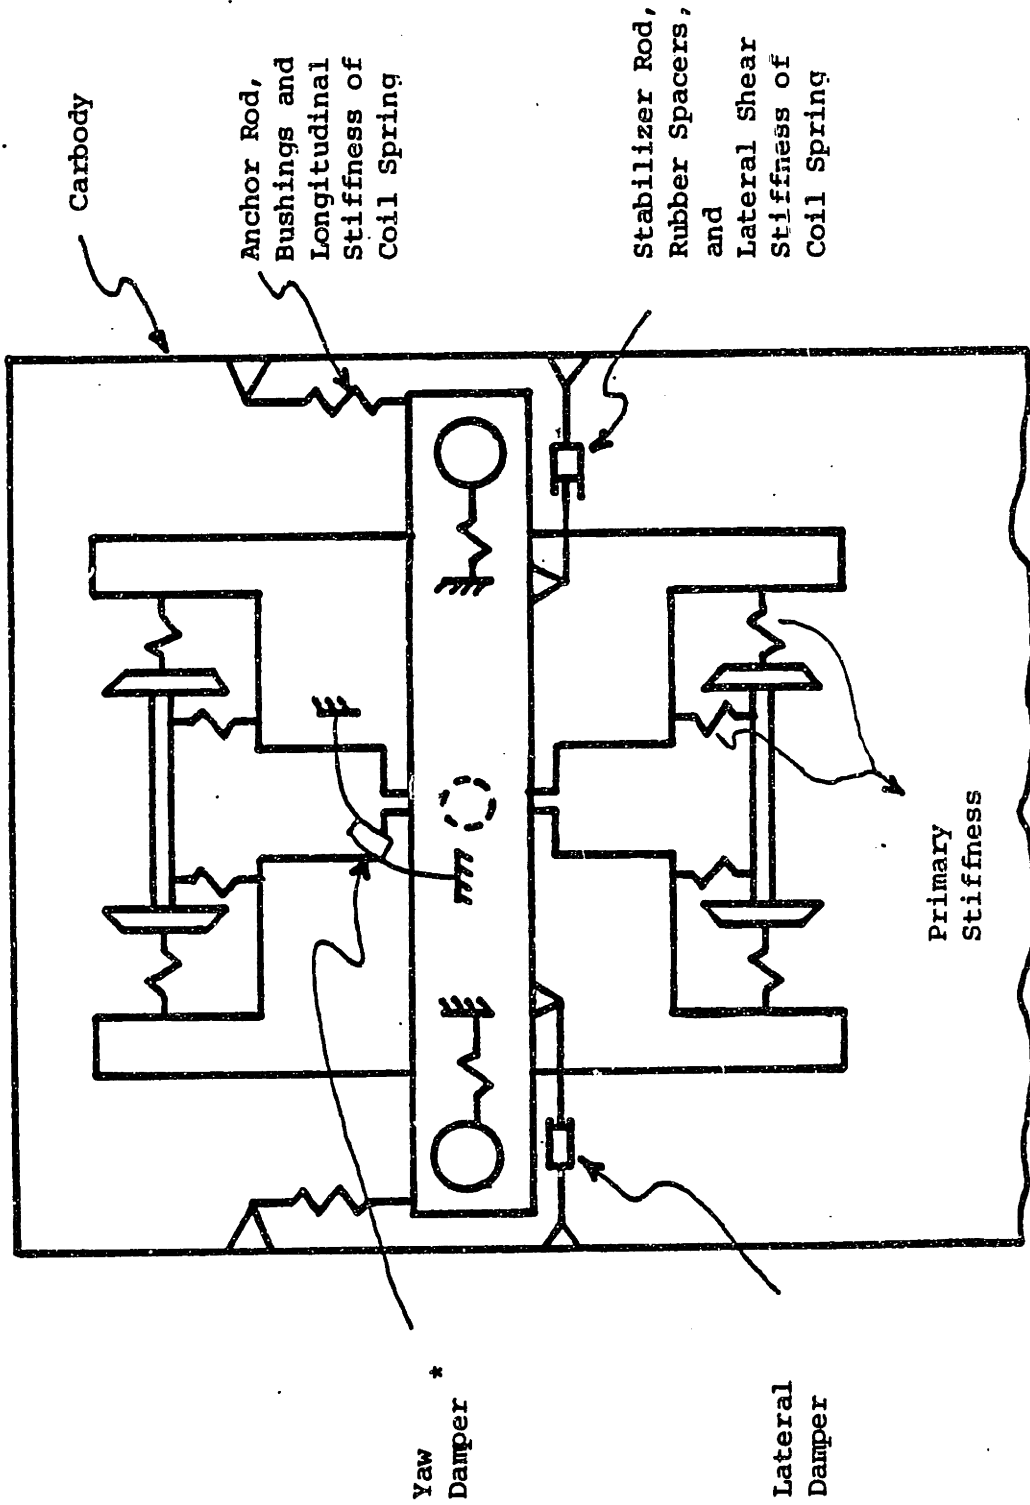 Carbody
Anchor Rod,
Bushings and
Longitudinal
Stiffness of
Coil Spring
Stabilizer Rod,
Rubber Spacers,
and
Lateral Shear
Stiffness of
Coil Spring
Primary
Stiffness
Yaw *
Damper
Lateral
Damper